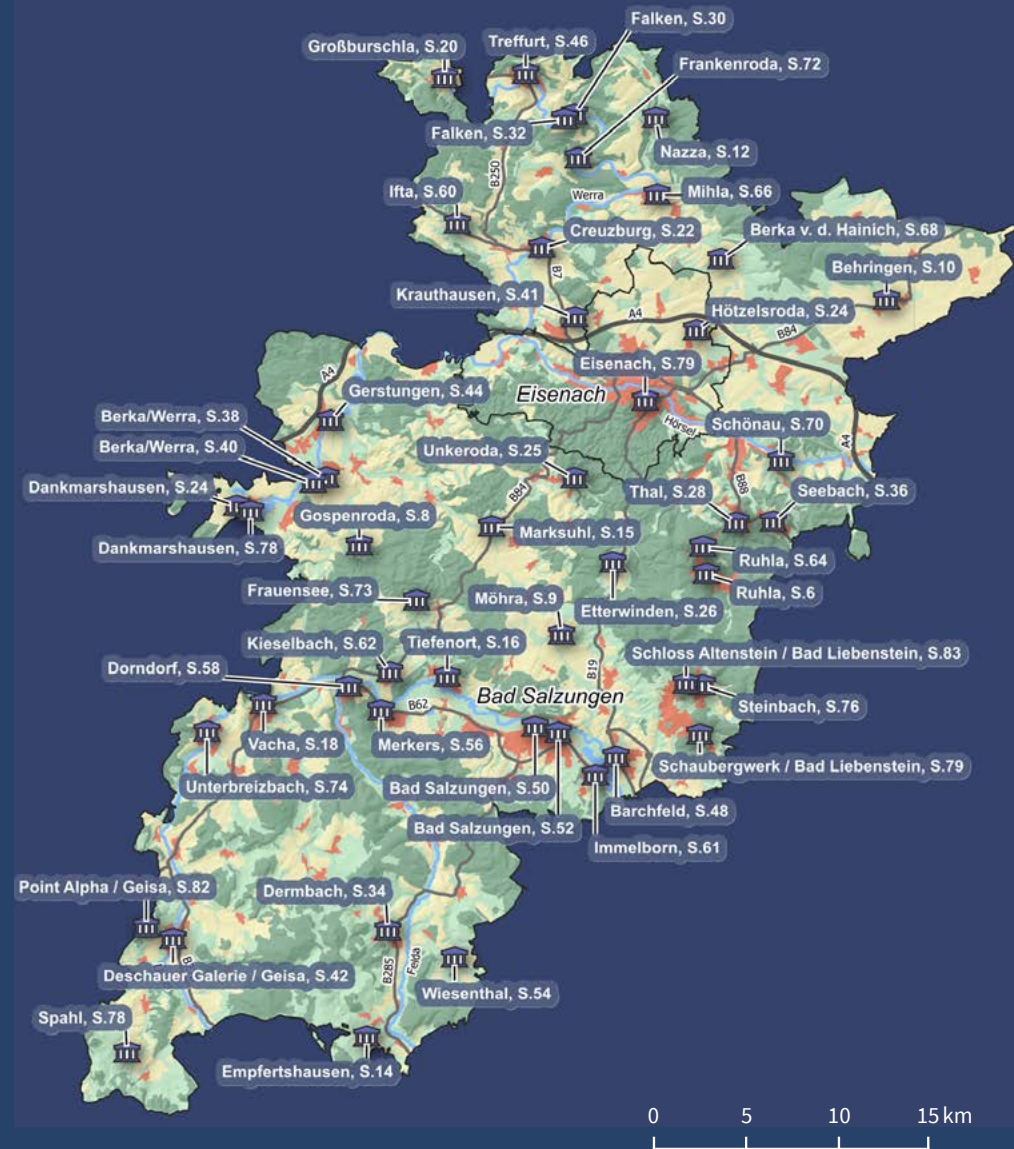 Falken, S.30
Großburschla, S.20
Treffurt, S.46
Frankenroda, S.72
Falken, S.32
Nazza, S.12
B250
Ifta, S.60
Werra
Mihla, S.66
Creuzburg, S.22
Berka v. d. Hainich, S.68
B7
Behringen, S.10
Krauthausen, S.41
A4
Hötzelsroda, S.24
B84
Eisenach, S.79
A4
Gerstungen, S.44
Eisenach
Berka/Werra, S.38
Hörsel
Schönau, S.70
A4
Berka/Werra, S.40
Unkeroda, S.25
Dankmarshausen, S.24
B84
Thal, S.28
B88
Seebach, S.36
Gospenroda, S.8
Marksuhl, S.15
Dankmarshausen, S.78
Ruhla, S.64
Frauensee, S.73
Möhra, S.9
Etterwinden, S.26
Ruhla, S.6
Kieselbach, S.62
Tiefenort, S.16
B19
Schloss Altenstein / Bad Liebenstein, S.83
Dorndorf, S.58
Bad Salzungen
B62
Steinbach, S.76
Vacha, S.18
Merkers, S.56
Schaubergwerk / Bad Liebenstein, S.79
Unterbreizbach, S.74
Bad Salzungen, S.50
Barchfeld, S.48
Bad Salzungen, S.52
Immelborn, S.61
Point Alpha / Geisa, S.82
Dermbach, S.34
Deschauer Galerie / Geisa, S.42
B285
Felda
Wiesenthal, S.54
Spahl, S.78
Empfertshausen, S.14
0 5 10 15 km